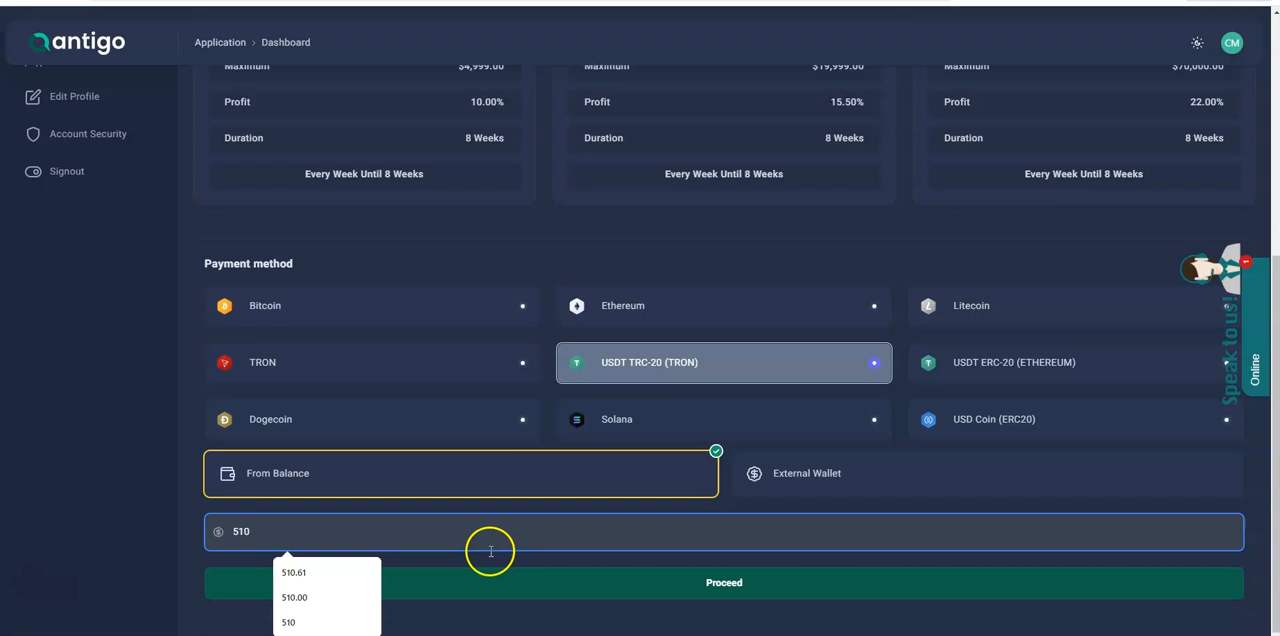 antigo
Application > Dashboard
CM
Edit Profile
Account Security
Signout
Maximum $4,999.00
Profit 10.00%
Duration 8 Weeks
Every Week Until 8 Weeks
Maximum $19,999.00
Profit 15.50%
Duration 8 Weeks
Every Week Until 8 Weeks
Maximum $70,000.00
Profit 22.00%
Duration 8 Weeks
Every Week Until 8 Weeks
Payment method
Bitcoin
Ethereum
Litecoin
TRON
USDT TRC-20 (TRON)
USDT ERC-20 (ETHEREUM)
Dogecoin
Solana
USD Coin (ERC20)
From Balance
External Wallet
510
510.61
510.00
510
Proceed
1
Speak to us!
Online